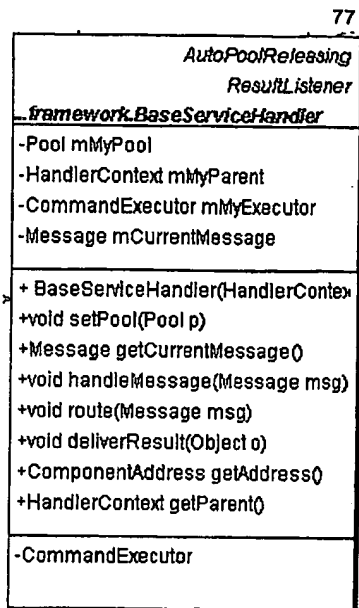 77
AutoPoolReleasing
ResultListener
...framework.BaseServiceHandler
-Pool mMyPool
-HandlerContext mMyParent
-CommandExecutor mMyExecutor
-Message mCurrentMessage
+ BaseServiceHandler(HandlerContex
+void setPool(Pool p)
+Message getCurrentMessage()
+void handleMessage(Message msg)
+void route(Message msg)
+void deliverResult(Object o)
+ComponentAddress getAddress()
+HandlerContext getParent()
-CommandExecutor